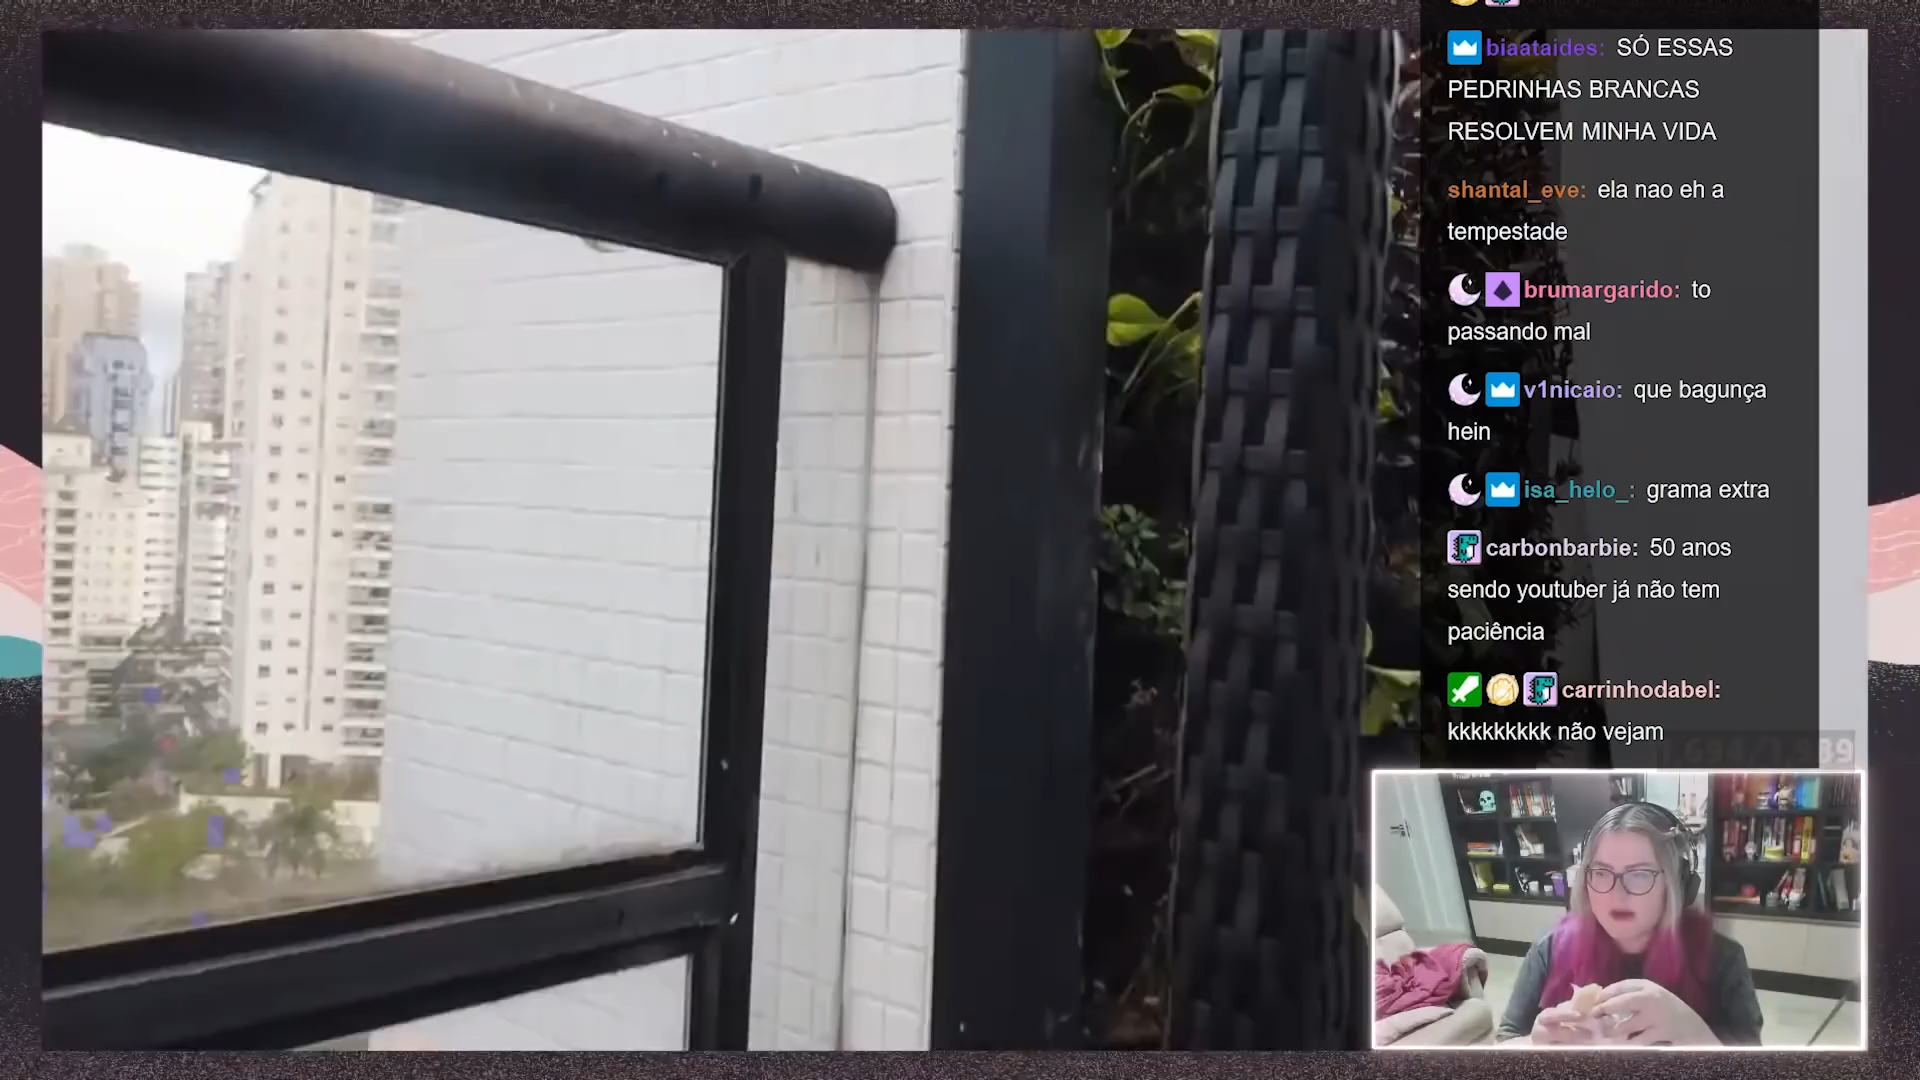 biaataides: SÓ ESSAS
PEDRINHAS BRANCAS
RESOLVEM MINHA VIDA
shantal_eve: ela nao eh a
tempestade
brumargarido: to
passando mal
v1nicaio: que bagunça
hein
isa_helo_: grama extra
carbonbarbie: 50 anos
sendo youtuber já não tem
paciência
carrinhodabel:
kkkkkkkkk não vejam